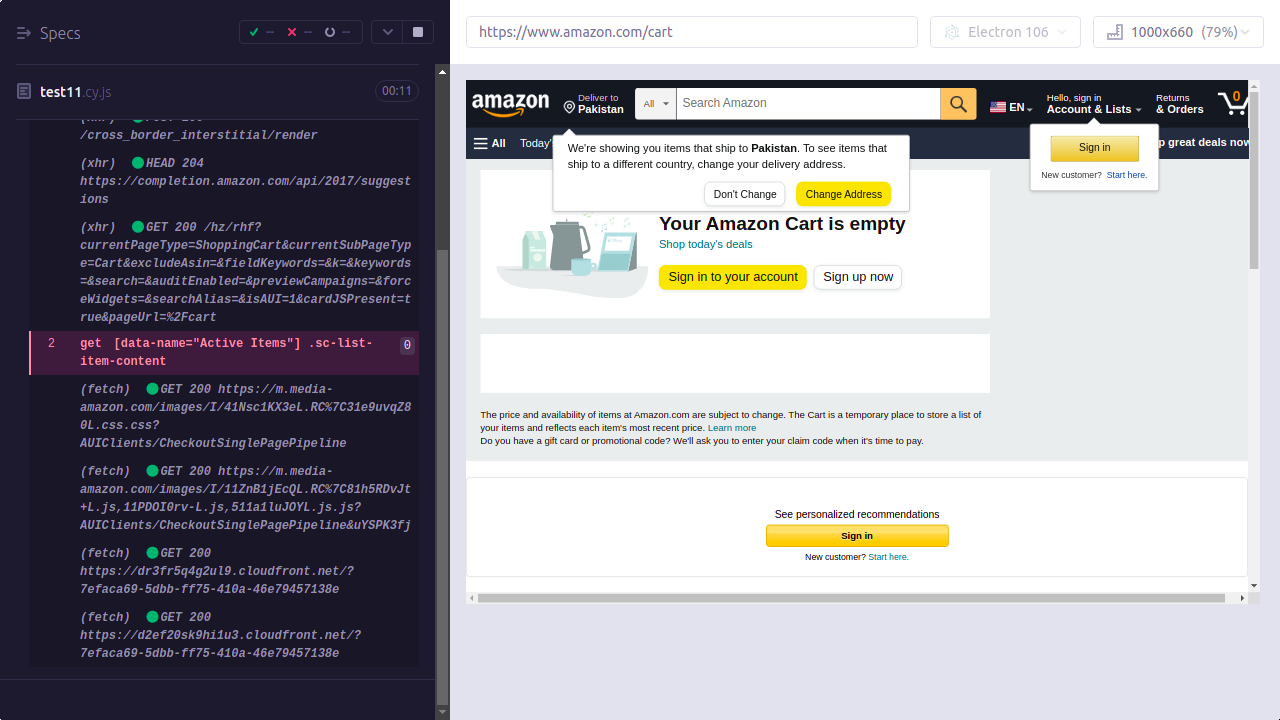 Specs
--
--
--
test11.cy.js
00:11
/cross_border_interstitial/render
(xhr) HEAD 204
https://completion.amazon.com/api/2017/suggest
ions
(xhr) GET 200 /hz/rhf?
currentPageType=ShoppingCart&currentSubPageTyp
e=Cart&excludeAsin=&fieldKeywords=&k=&keywords
=&search=&auditEnabled=&previewCampaigns=&forc
eWidgets=&searchAlias=&isAUI=1&cardJSPresent=t
rue&pageUrl=%2Fcart
2 get [data-name="Active Items"] .sc-list-
item-content
0
(fetch) GET 200 https://m.media-
amazon.com/images/I/41Nsc1KX3eL.RC%7C31e9uvqZ8
0L.css.css?
AUIClients/CheckoutSinglePagePipeline
(fetch) GET 200 https://m.media-
amazon.com/images/I/11ZnB1jEcQL.RC%7C81h5RDvJt
+L.js,11PDOI0rv-L.js,511a1luJOYL.js.js?
AUIClients/CheckoutSinglePagePipeline&uYSPK3fj
(fetch) GET 200
https://dr3fr5q4g2ul9.cloudfront.net/?
7efaca69-5dbb-ff75-410a-46e79457138e
(fetch) GET 200
https://d2ef20sk9hi1u3.cloudfront.net/?
7efaca69-5dbb-ff75-410a-46e79457138e
https://www.amazon.com/cart
Electron 106
1000x660 (79%)
amazon
Deliver to
Pakistan
All
Search Amazon
EN
Hello, sign in
Account & Lists
Returns
& Orders
0
All
Today'
great deals now
We're showing you items that ship to Pakistan. To see items that
ship to a different country, change your delivery address.
Don't Change
Change Address
Sign in
New customer? Start here.
Your Amazon Cart is empty
Shop today's deals
Sign in to your account
Sign up now
The price and availability of items at Amazon.com are subject to change. The Cart is a temporary place to store a list of
your items and reflects each item's most recent price. Learn more
Do you have a gift card or promotional code? We'll ask you to enter your claim code when it's time to pay.
See personalized recommendations
Sign in
New customer? Start here.